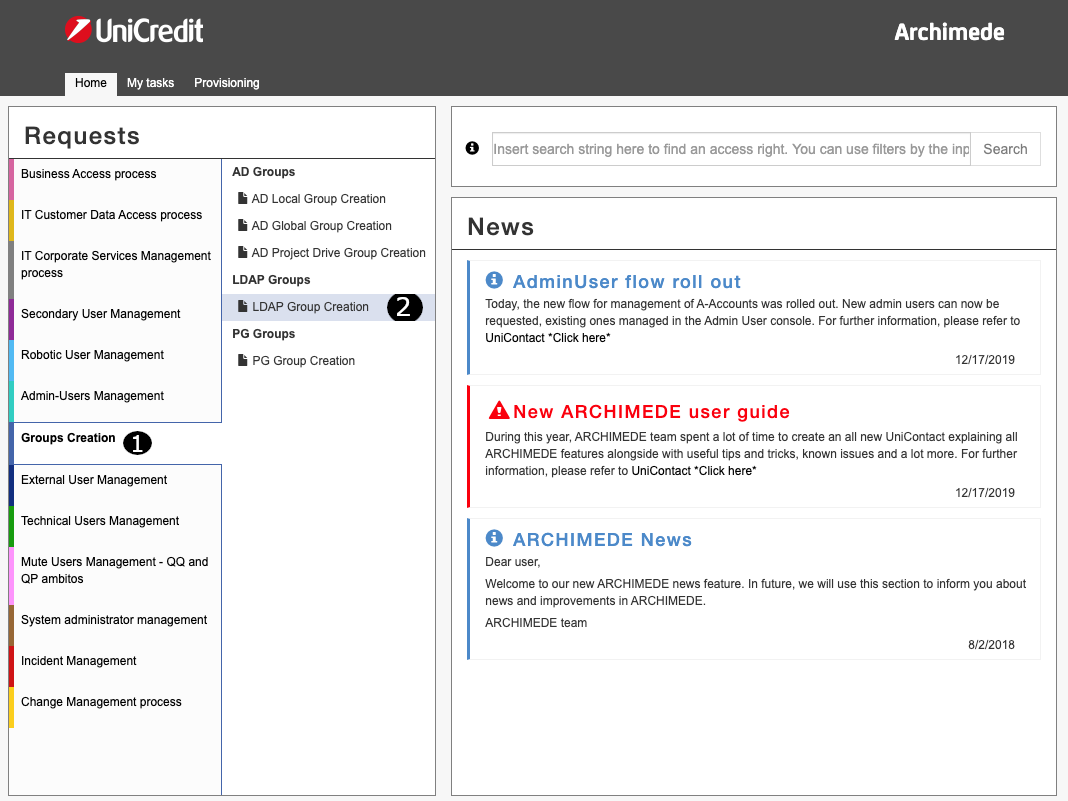 UniCredit
Archimede
Home
My tasks
Provisioning
Requests
Business Access process
IT Customer Data Access process
IT Corporate Services Management
process
Secondary User Management
Robotic User Management
Admin-Users Management
Groups Creation
1
External User Management
Technical Users Management
Mute Users Management - QQ and
QP ambitos
System administrator management
Incident Management
Change Management process
AD Groups
AD Local Group Creation
AD Global Group Creation
AD Project Drive Group Creation
LDAP Groups
LDAP Group Creation
2
PG Groups
PG Group Creation
Insert search string here to find an access right. You can use filters by the inp
Search
News
AdminUser flow roll out
Today, the new flow for management of A-Accounts was rolled out. New admin users can now be
requested, existing ones managed in the Admin User console. For further information, please refer to
UniContact *Click here*
12/17/2019
New ARCHIMEDE user guide
During this year, ARCHIMEDE team spent a lot of time to create an all new UniContact explaining all
ARCHIMEDE features alongside with useful tips and tricks, known issues and a lot more. For further
information, please refer to UniContact *Click here*
12/17/2019
ARCHIMEDE News
Dear user,
Welcome to our new ARCHIMEDE news feature. In future, we will use this section to inform you about
news and improvements in ARCHIMEDE.
ARCHIMEDE team
8/2/2018